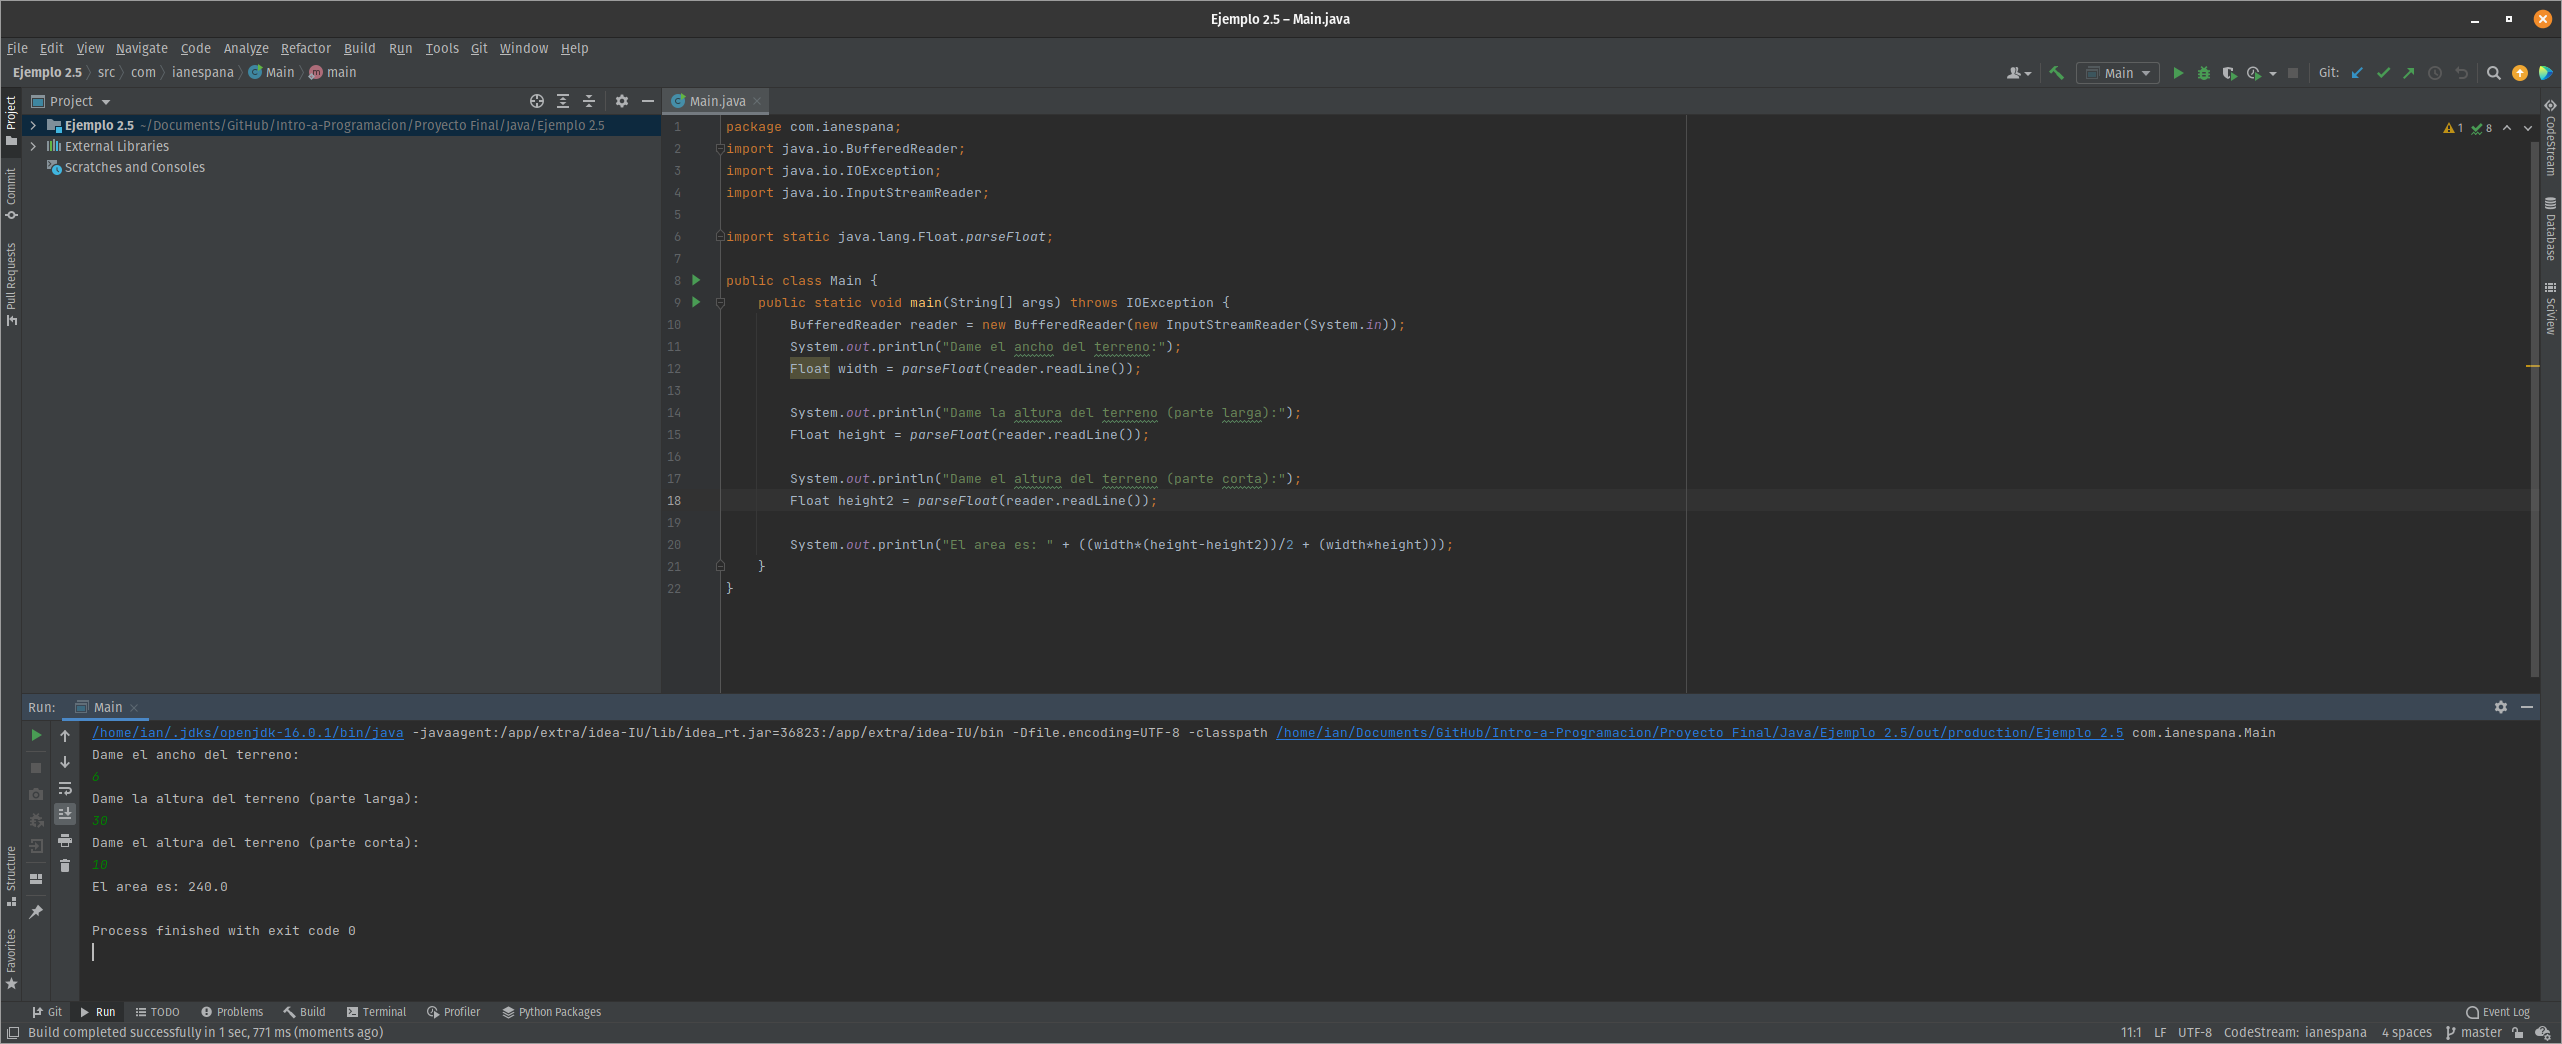 Ejemplo 2.5 – Main.java
File Edit View Navigate Code Analyze Refactor Build Run Tools Git Window Help
Ejemplo 2.5 src com ianespana Main main
Main Git:
Project
Main.java
Project
Commit
Pull Requests
Structure
Favorites
Ejemplo 2.5 ~/Documents/GitHub/Intro-a-Programacion/Proyecto Final/Java/Ejemplo 2.5
External Libraries
Scratches and Consoles
1 package com.ianespana;
2 import java.io.BufferedReader;
3 import java.io.IOException;
4 import java.io.InputStreamReader;
5
6 import static java.lang.Float.parseFloat;
7
8 public class Main {
9 public static void main(String[] args) throws IOException {
10 BufferedReader reader = new BufferedReader(new InputStreamReader(System.in));
11 System.out.println("Dame el ancho del terreno:");
12 Float width = parseFloat(reader.readLine());
13
14 System.out.println("Dame la altura del terreno (parte larga):");
15 Float height = parseFloat(reader.readLine());
16
17 System.out.println("Dame el altura del terreno (parte corta):");
18 Float height2 = parseFloat(reader.readLine());
19
20 System.out.println("El area es: " + ((width*(height-height2))/2 + (width*height)));
21 }
22 }
1 8
CodeStream
Database
SciView
Run: Main
/home/ian/.jdks/openjdk-16.0.1/bin/java -javaagent:/app/extra/idea-IU/lib/idea_rt.jar=36823:/app/extra/idea-IU/bin -Dfile.encoding=UTF-8 -classpath /home/ian/Documents/GitHub/Intro-a-Programacion/Proyecto Final/Java/Ejemplo 2.5/out/production/Ejemplo 2.5 com.ianespana.Main
Dame el ancho del terreno:
6
Dame la altura del terreno (parte larga):
30
Dame el altura del terreno (parte corta):
10
El area es: 240.0
Process finished with exit code 0
Git Run TODO Problems Build Terminal Profiler Python Packages Event Log
Build completed successfully in 1 sec, 771 ms (moments ago) 11:1 LF UTF-8 CodeStream: ianespana 4 spaces master